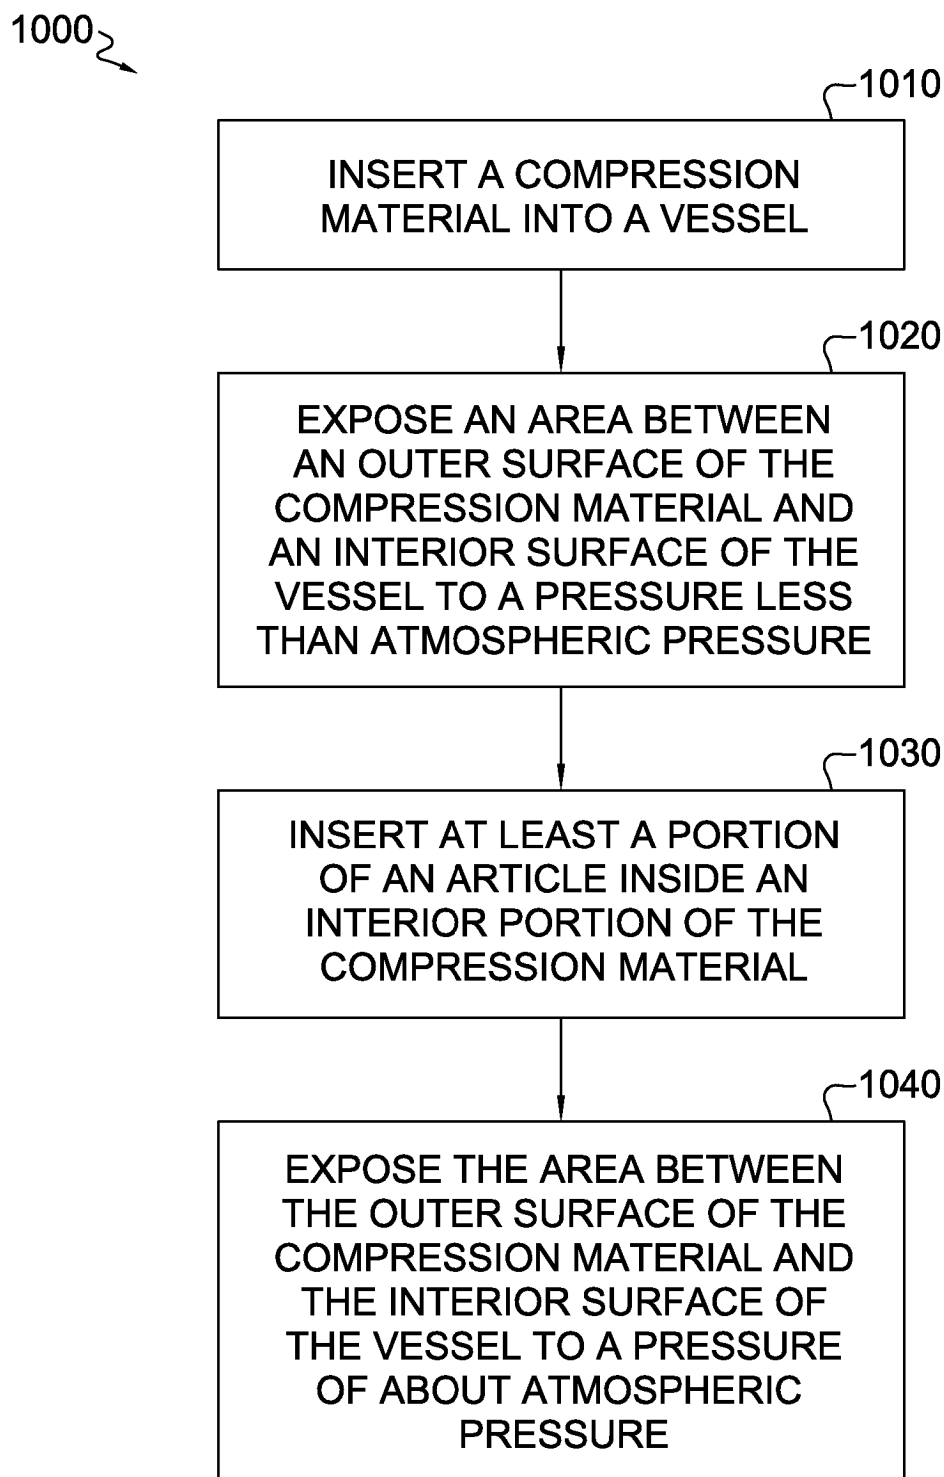 1000
1010
INSERT A COMPRESSION
MATERIAL INTO A VESSEL
1020
EXPOSE AN AREA BETWEEN
AN OUTER SURFACE OF THE
COMPRESSION MATERIAL AND
AN INTERIOR SURFACE OF THE
VESSEL TO A PRESSURE LESS
THAN ATMOSPHERIC PRESSURE
1030
INSERT AT LEAST A PORTION
OF AN ARTICLE INSIDE AN
INTERIOR PORTION OF THE
COMPRESSION MATERIAL
1040
EXPOSE THE AREA BETWEEN
THE OUTER SURFACE OF THE
COMPRESSION MATERIAL AND
THE INTERIOR SURFACE OF
THE VESSEL TO A PRESSURE
OF ABOUT ATMOSPHERIC
PRESSURE